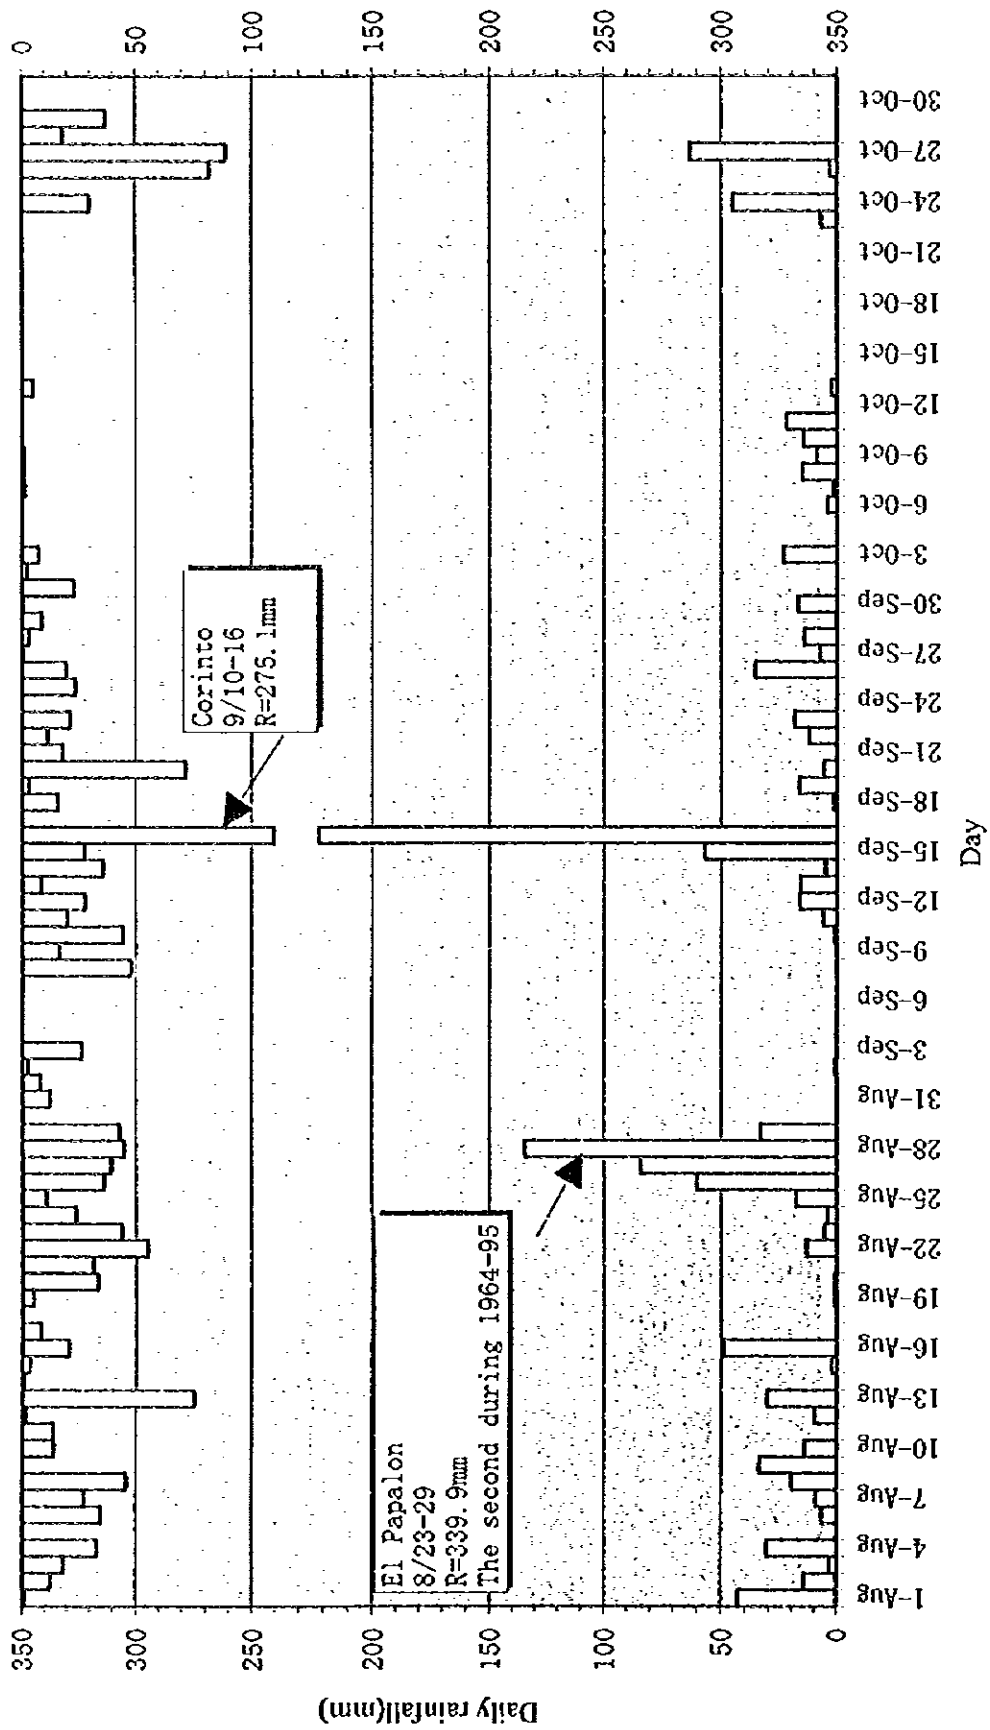 Daily rainfall(mm)
350
300
250
200
150
100
50
0
0
50
100
150
200
250
300
350
El Papalon
8/23-29
R=339.9mm
The second during 1964-95
Corinto
9/10-16
R=275.1mm
1-Aug
4-Aug
7-Aug
10-Aug
13-Aug
16-Aug
19-Aug
22-Aug
25-Aug
28-Aug
31-Aug
3-Sep
6-Sep
9-Sep
12-Sep
15-Sep
18-Sep
21-Sep
24-Sep
27-Sep
30-Sep
3-Oct
6-Oct
9-Oct
12-Oct
15-Oct
18-Oct
21-Oct
24-Oct
27-Oct
30-Oct
Day